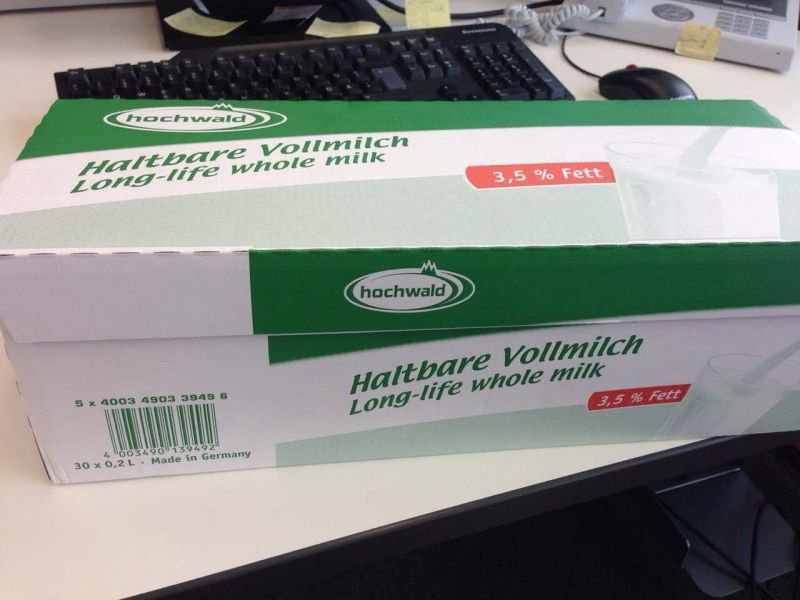 lenovo
hochwald
Haltbare Vollmilch
Long-life whole milk
3,5 % Fett
hochwald
Haltbare Vollmilch
Long-life whole milk
3,5 % Fett
5 x 4003 4903 3949 6
4 003490 139492
30 x 0,2 L · Made in Germany